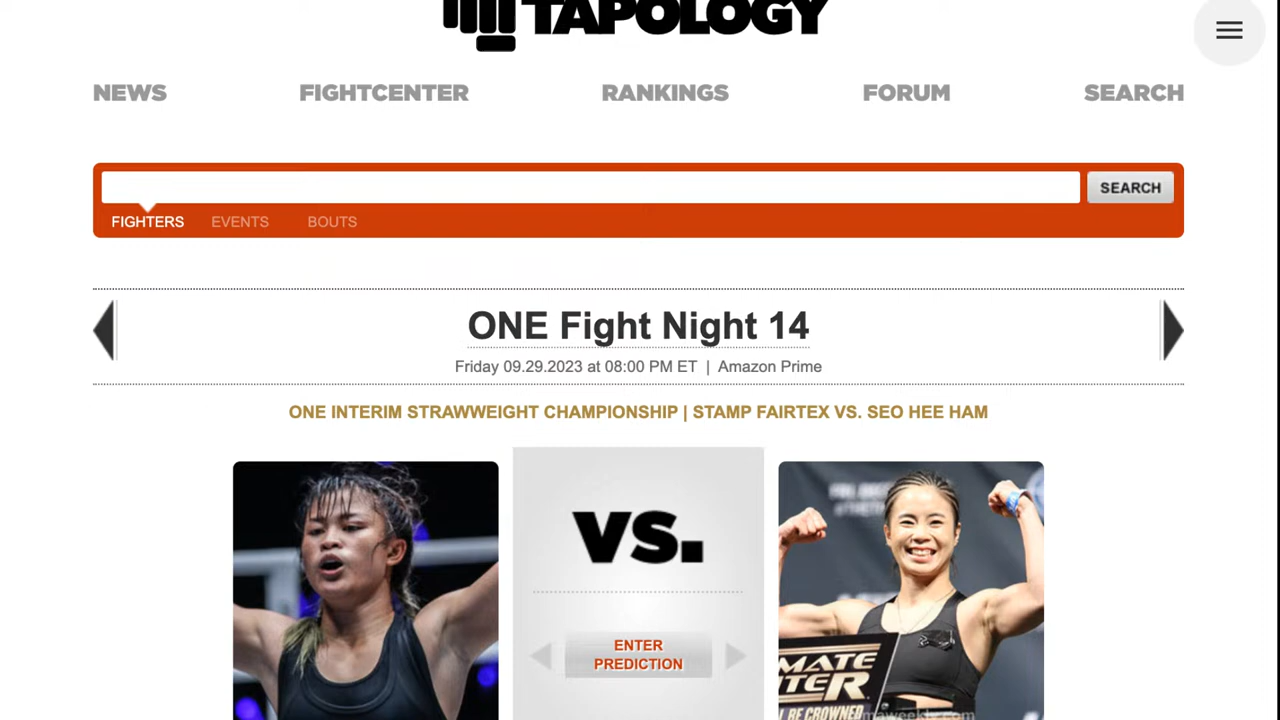 TAPOLOGY
NEWS FIGHTCENTER RANKINGS FORUM SEARCH
SEARCH
FIGHTERS EVENTS BOUTS
ONE Fight Night 14
Friday 09.29.2023 at 08:00 PM ET | Amazon Prime
ONE INTERIM STRAWWEIGHT CHAMPIONSHIP | STAMP FAIRTEX VS. SEO HEE HAM
VS.
ENTER
PREDICTION